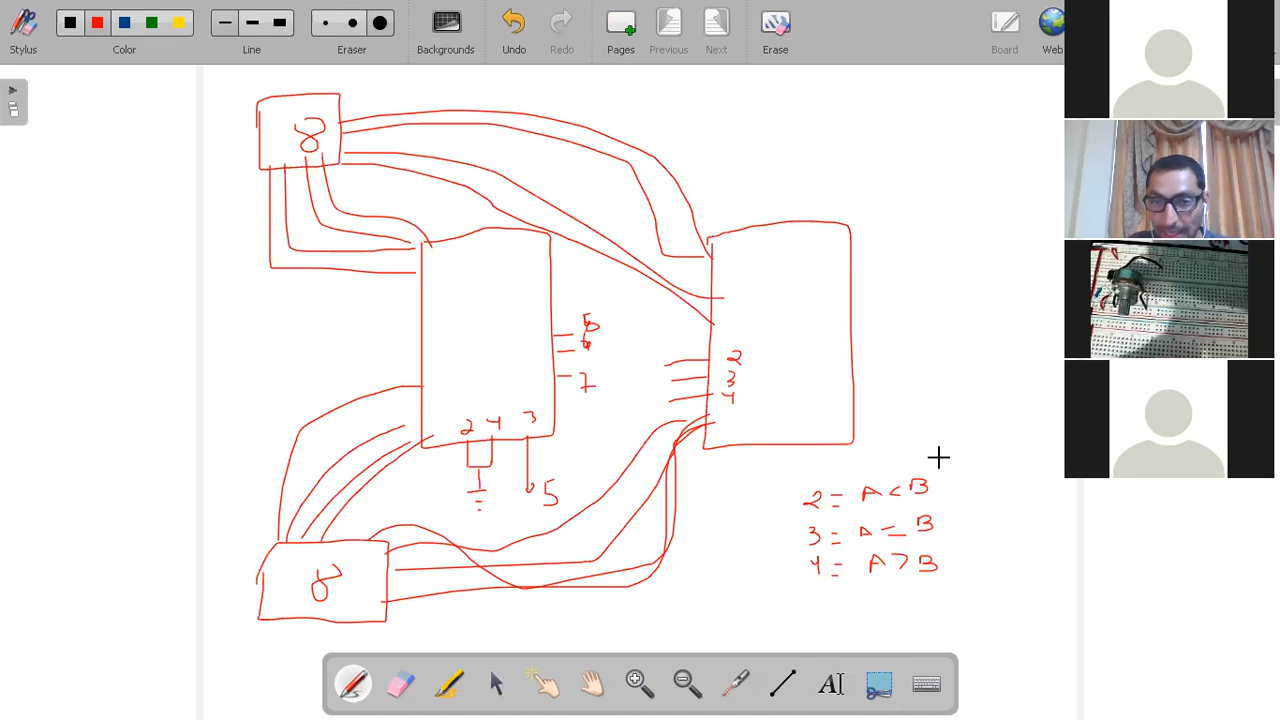 Stylus
Color
Line
Eraser
Backgrounds
Undo
Redo
Pages
Previous
Next
Erase
Board
Web
8
5
6
7
2 4 3
5
2
3
4
8
2 = A < B
3 = A = B
4 = A > B
AI